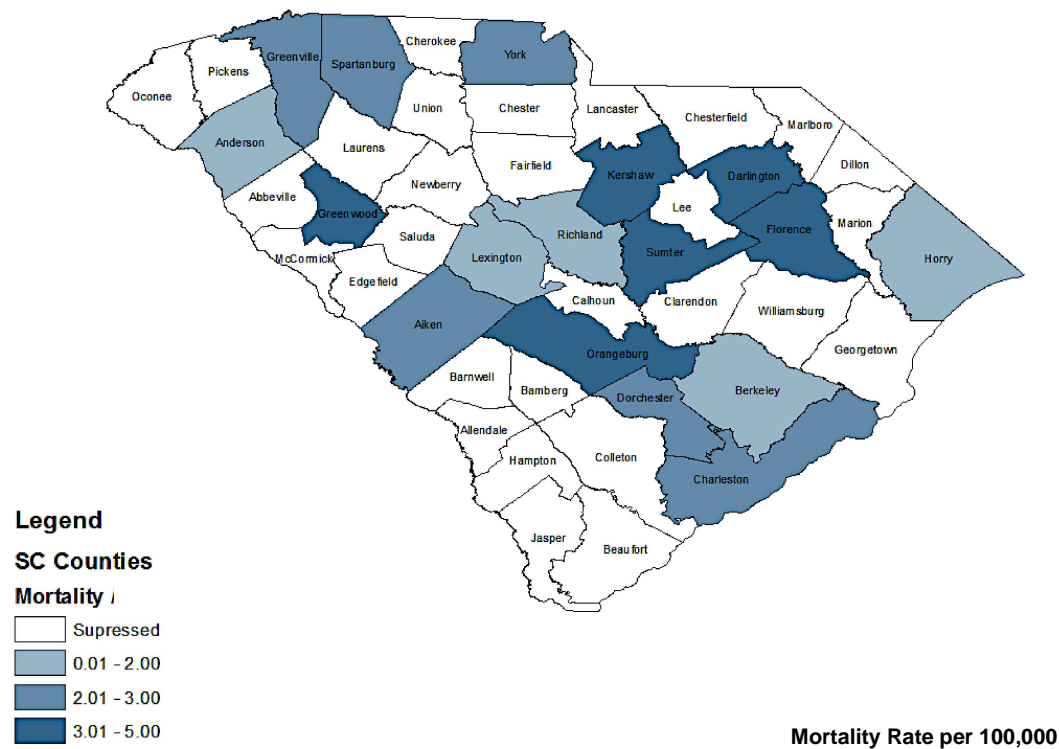 Cherokee
Greenville
York
Spartanburg
Pickens
Oconee
Union
Chester
Lancaster
Chesterfield
Marlboro
Anderson
Laurens
Fairfield
Dillon
Kershaw
Darlington
Newberry
Abbeville
Lee
Greenwood
Marion
Florence
Richland
Saluda
Sumter
Lexington
Horry
McCormick
Edgefield
Calhoun
Clarendon
Williamsburg
Aiken
Georgetown
Orangeburg
Barnwell
Bamberg
Berkeley
Dorchester
Allendale
Colleton
Hampton
Charleston
Jasper
Beaufort
Legend
SC Counties
Mortality /
Supressed
0.01 - 2.00
2.01 - 3.00
3.01 - 5.00
Mortality Rate per 100,000